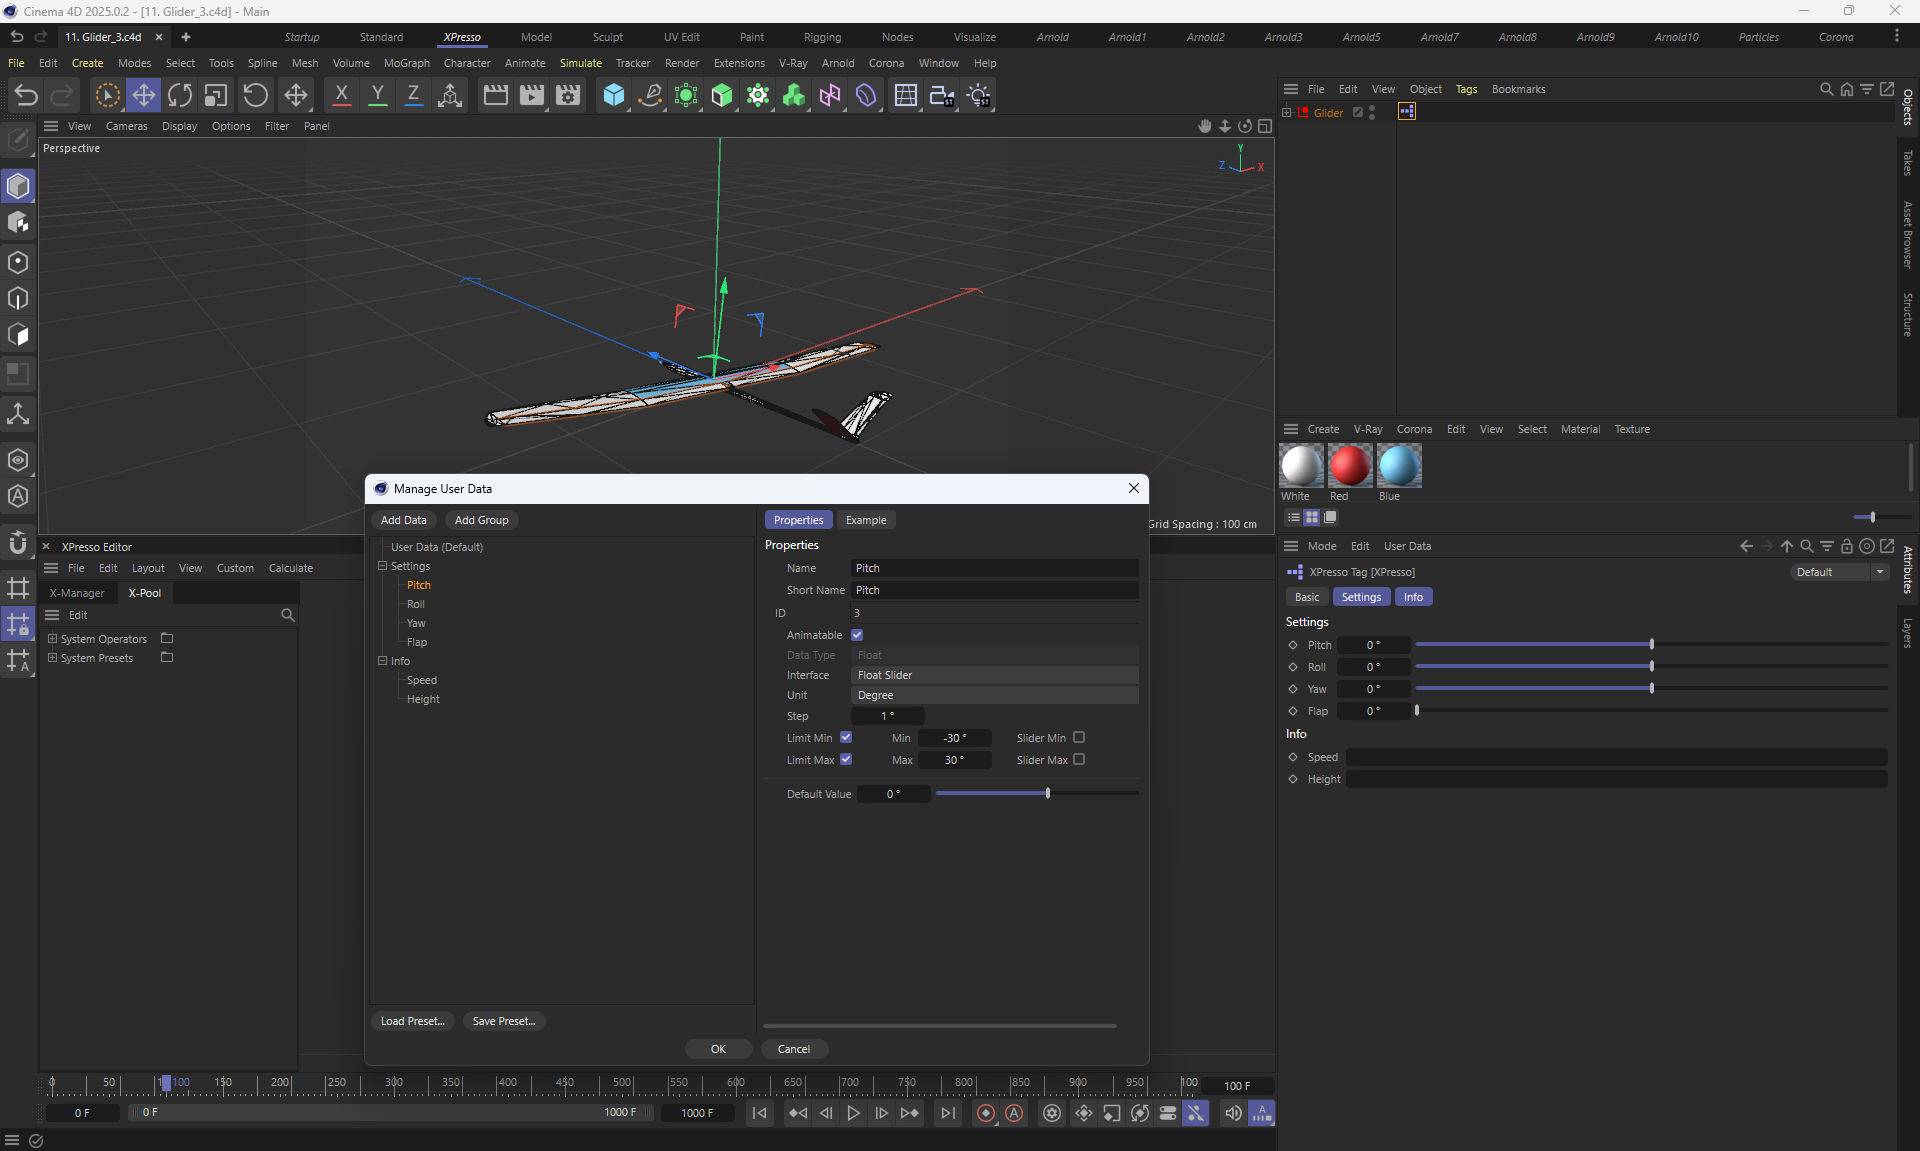 Cinema 4D 2025.0.2 - [11. Glider_3.c4d] - Main
11. Glider_3.c4d × + Startup Standard XPresso Model Sculpt UV Edit Paint Rigging Nodes Visualize Arnold Arnold1 Arnold2 Arnold3 Arnold5 Arnold7 Arnold8 Arnold9 Arnold10 Particles Corona
File Edit Create Modes Select Tools Spline Mesh Volume MoGraph Character Animate Simulate Tracker Render Extensions V-Ray Arnold Corona Window Help
X Y Z
View Cameras Display Options Filter Panel
Perspective
Y
Z X
Grid Spacing : 100 cm
File Edit View Object Tags Bookmarks
Glider
Objects
Takes
Asset Browser
Structure
Create V-Ray Corona Edit View Select Material Texture
White Red Blue
Mode Edit User Data
XPresso Tag [XPresso]
Default
Basic Settings Info
Settings
Pitch 0 °
Roll 0 °
Yaw 0 °
Flap 0 °
Info
Speed
Height
Attributes
Layers
XPresso Editor
File Edit Layout View Custom Calculate
X-Manager X-Pool
Edit
System Operators
System Presets
Manage User Data
Add Data Add Group
User Data (Default)
Settings
Pitch
Roll
Yaw
Flap
Info
Speed
Height
Load Preset... Save Preset...
Properties Example
Properties
Name Pitch
Short Name Pitch
ID 3
Animatable
Data Type Float
Interface Float Slider
Unit Degree
Step 1 °
Limit Min Min -30 ° Slider Min
Limit Max Max 30 ° Slider Max
Default Value 0 °
OK Cancel
0 50 100 150 200 250 300 350 400 450 500 550 600 650 700 750 800 850 900 950 100 100 F
0 F 0 F 1000 F 1000 F